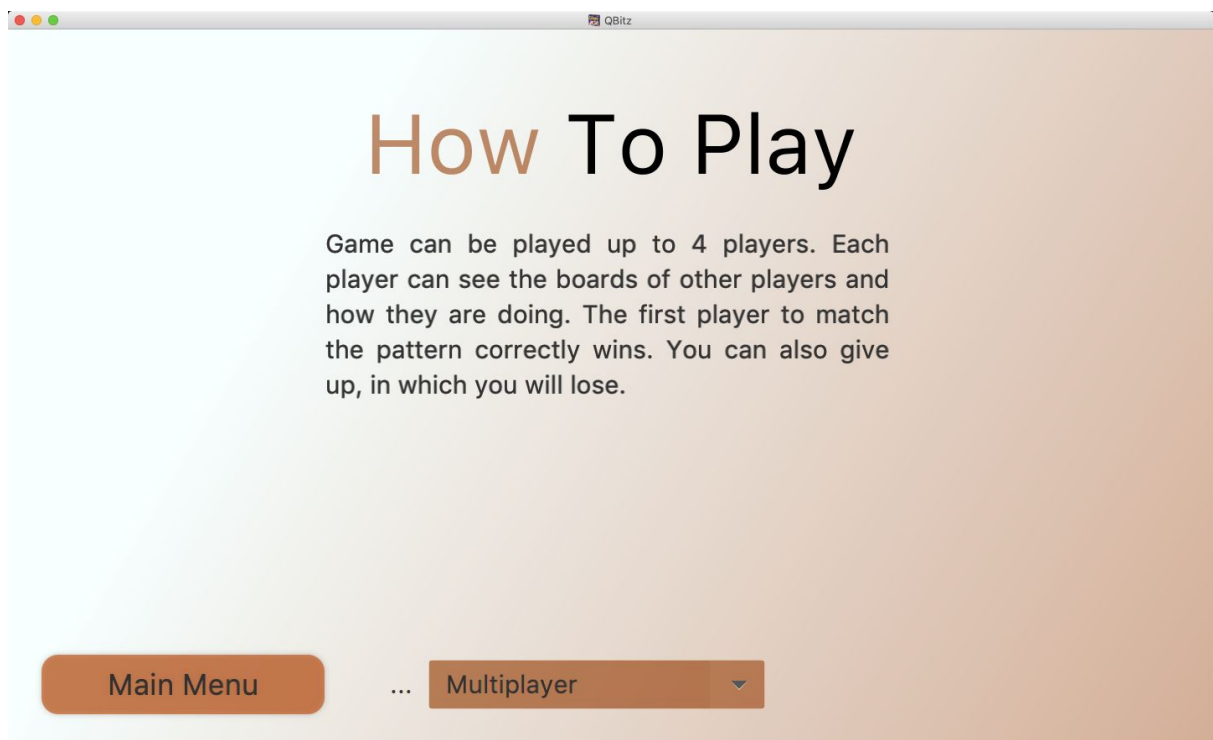 QBitz
How To Play
Game can be played up to 4 players. Each
player can see the boards of other players and
how they are doing. The first player to match
the pattern correctly wins. You can also give
up, in which you will lose.
Main Menu
... Multiplayer